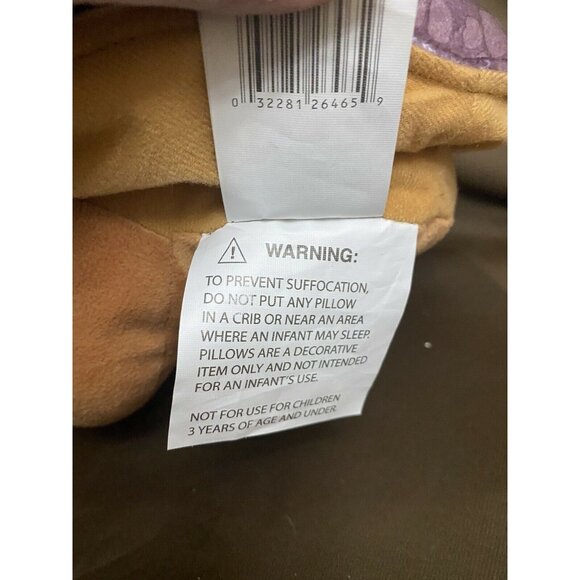 0 32281 26465 9
WARNING:
TO PREVENT SUFFOCATION,
DO NOT PUT ANY PILLOW
IN A CRIB OR NEAR AN AREA
WHERE AN INFANT MAY SLEEP.
PILLOWS ARE A DECORATIVE
ITEM ONLY AND NOT INTENDED
FOR AN INFANT'S USE.
NOT FOR USE FOR CHILDREN
3 YEARS OF AGE AND UNDER.